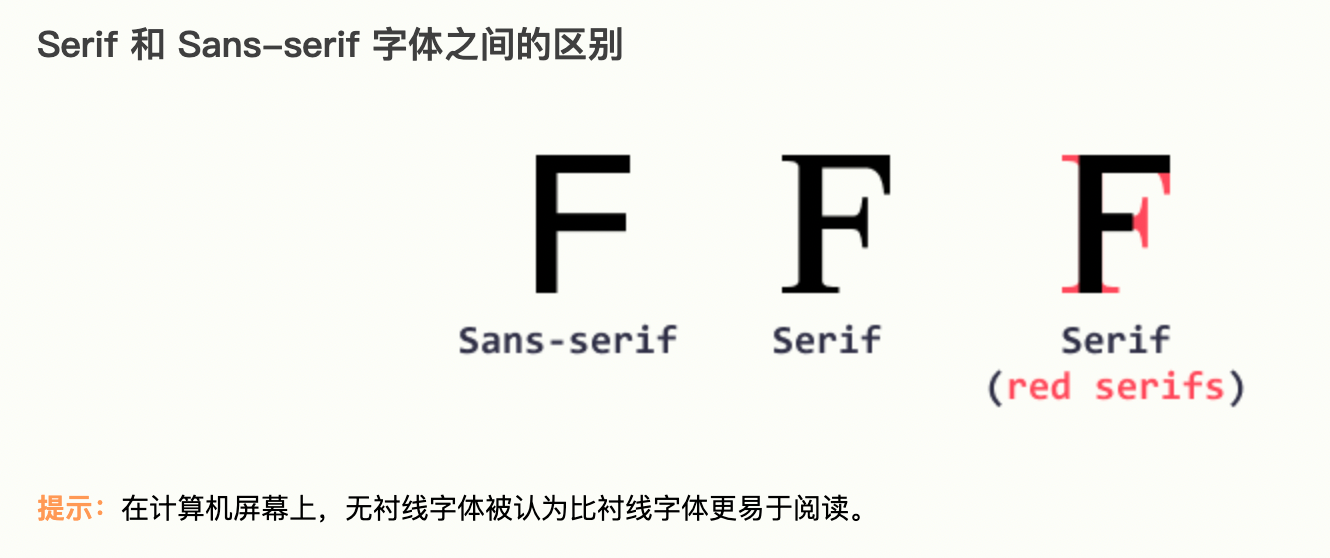 Serif 和 Sans-serif 字体之间的区别
F F F
Sans-serif Serif Serif
(red serifs)
提示：在计算机屏幕上，无衬线字体被认为比衬线字体更易于阅读。